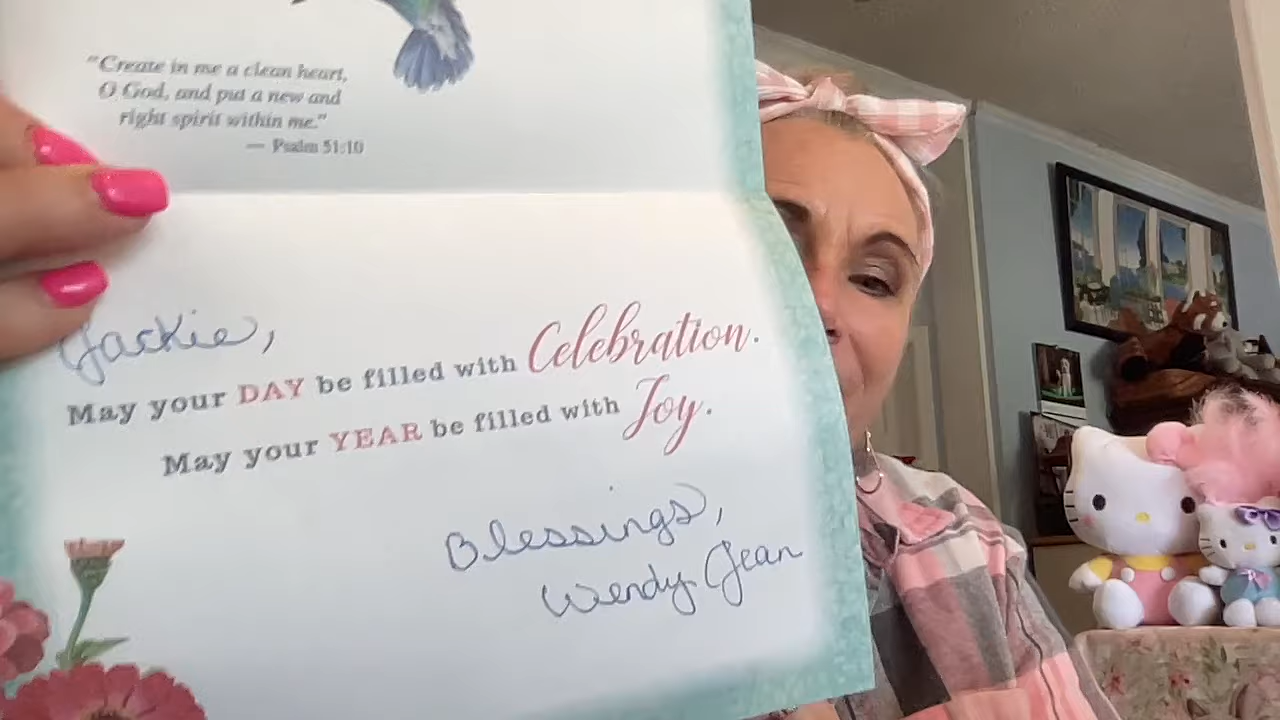 "Create in me a clean heart,
O God, and put a new and
right spirit within me."
— Psalm 51:10
Jackie,
May your DAY be filled with Celebration.
May your YEAR be filled with Joy.
Blessings,
Wendy Jean